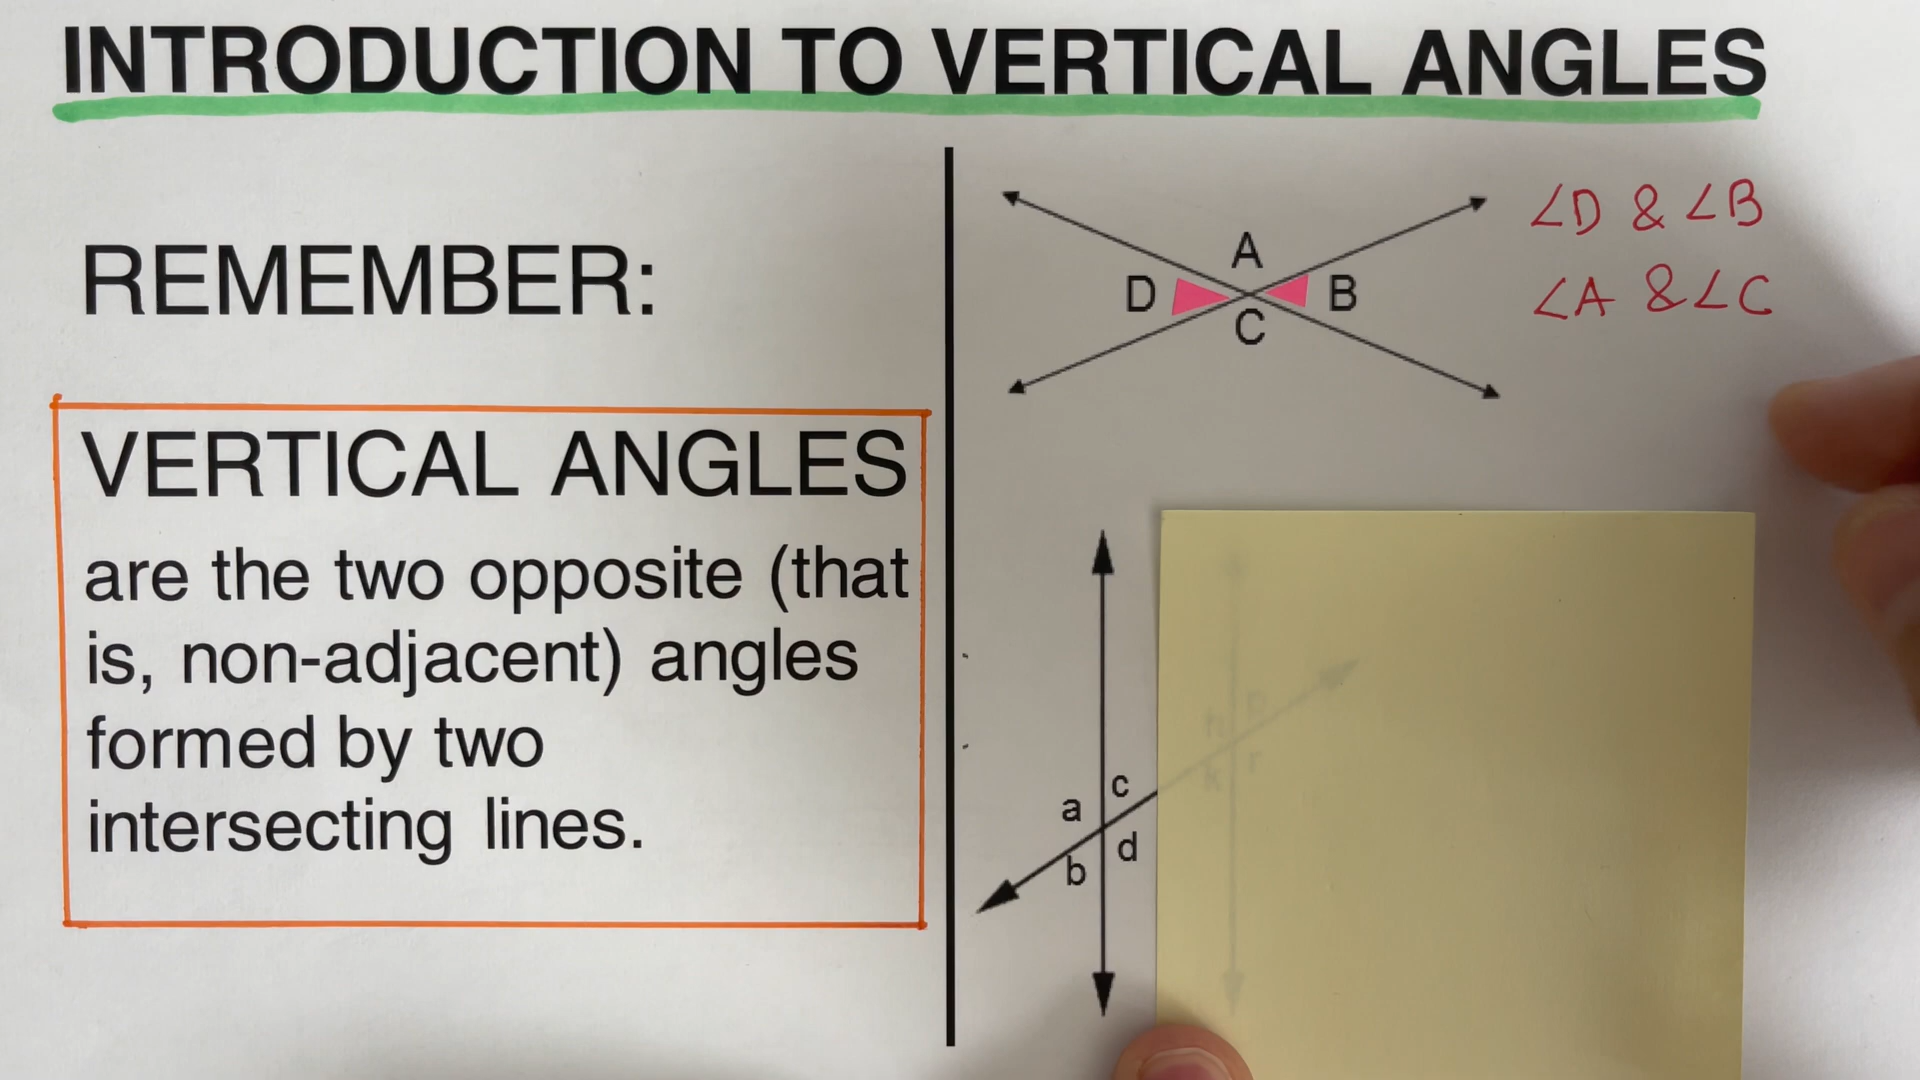 INTRODUCTION TO VERTICAL ANGLES
REMEMBER:
VERTICAL ANGLES
are the two opposite (that
is, non-adjacent) angles
formed by two
intersecting lines.
A
D B
C
∠D & ∠B
∠A & ∠C
c
a
d
b